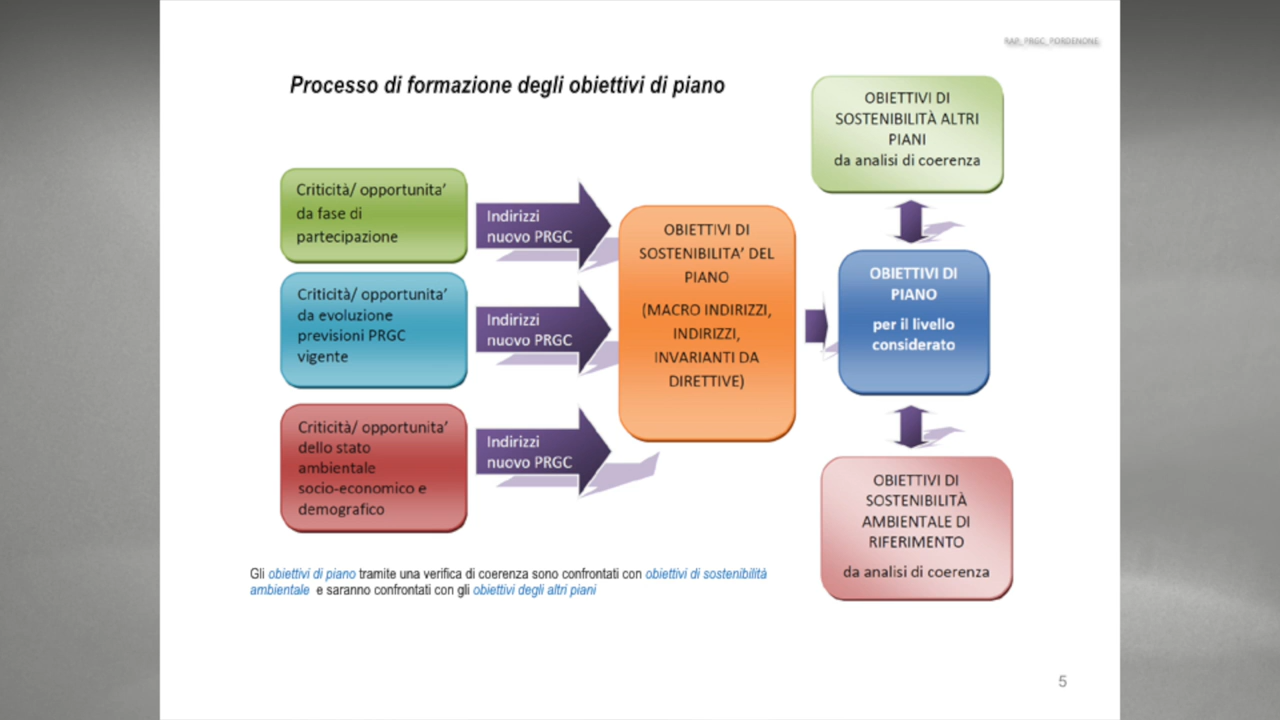 RAP_PRGC_PORDENONE
Processo di formazione degli obiettivi di piano
OBIETTIVI DI
SOSTENIBILITÀ ALTRI
PIANI
da analisi di coerenza
Criticità/ opportunita’
da fase di
partecipazione
Indirizzi
nuovo PRGC
Criticità/ opportunita’
da evoluzione
previsioni PRGC
vigente
Indirizzi
nuovo PRGC
Criticità/ opportunita’
dello stato
ambientale
socio-economico e
demografico
Indirizzi
nuovo PRGC
OBIETTIVI DI
SOSTENIBILITA’ DEL
PIANO
(MACRO INDIRIZZI,
INDIRIZZI,
INVARIANTI DA
DIRETTIVE)
OBIETTIVI DI
PIANO
per il livello
considerato
OBIETTIVI DI
SOSTENIBILITÀ
AMBIENTALE DI
RIFERIMENTO
da analisi di coerenza
Gli obiettivi di piano tramite una verifica di coerenza sono confrontati con obiettivi di sostenibilità
ambientale e saranno confrontati con gli obiettivi degli altri piani
5